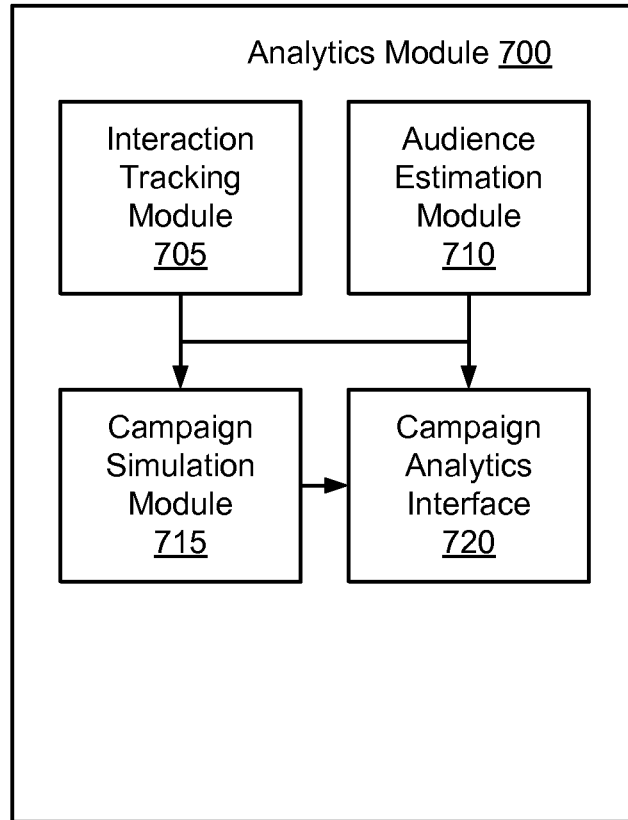 Analytics Module 700
Interaction
Tracking
Module
705
Audience
Estimation
Module
710
Campaign
Simulation
Module
715
Campaign
Analytics
Interface
720